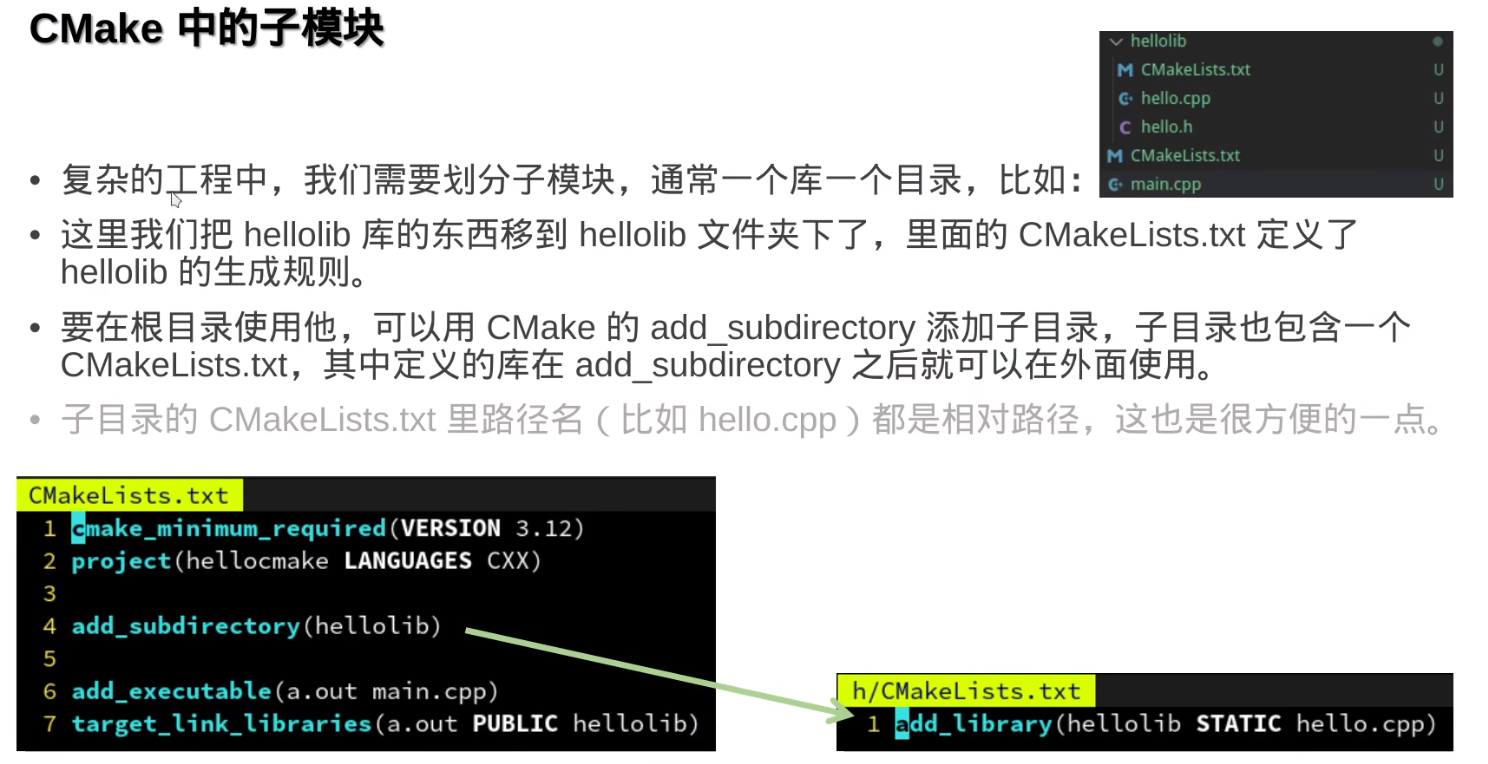 CMake 中的子模块
hellolib
CMakeLists.txt U
hello.cpp U
hello.h U
CMakeLists.txt U
main.cpp U
• 复杂的工程中，我们需要划分子模块，通常一个库一个目录，比如：
• 这里我们把 hellolib 库的东西移到 hellolib 文件夹下了，里面的 CMakeLists.txt 定义了
hellolib 的生成规则。
• 要在根目录使用他，可以用 CMake 的 add_subdirectory 添加子目录，子目录也包含一个
CMakeLists.txt，其中定义的库在 add_subdirectory 之后就可以在外面使用。
• 子目录的 CMakeLists.txt 里路径名（比如 hello.cpp）都是相对路径，这也是很方便的一点。
CMakeLists.txt
1 cmake_minimum_required(VERSION 3.12)
2 project(hellocmake LANGUAGES CXX)
3
4 add_subdirectory(hellolib)
5
6 add_executable(a.out main.cpp)
7 target_link_libraries(a.out PUBLIC hellolib)
h/CMakeLists.txt
1 add_library(hellolib STATIC hello.cpp)